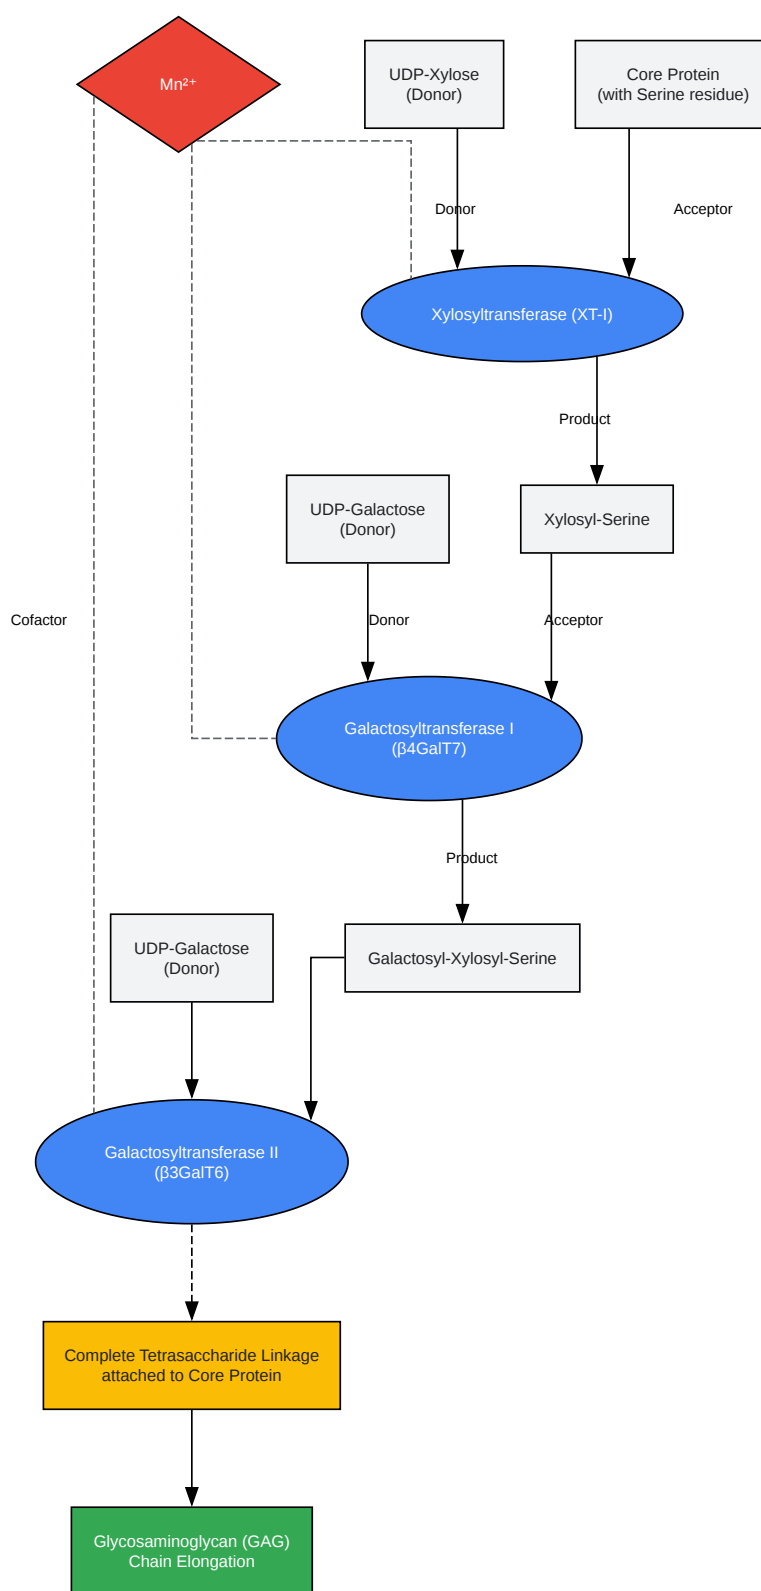 Mn²⁺
UDP-Xylose
(Donor)
Core Protein
(with Serine residue)
Donor
Acceptor
Xylosyltransferase (XT-I)
Product
UDP-Galactose
(Donor)
Xylosyl-Serine
Cofactor
Donor
Acceptor
Galactosyltransferase I
(β4GalT7)
Product
UDP-Galactose
(Donor)
Galactosyl-Xylosyl-Serine
Galactosyltransferase II
(β3GalT6)
Complete Tetrasaccharide Linkage
attached to Core Protein
Glycosaminoglycan (GAG)
Chain Elongation